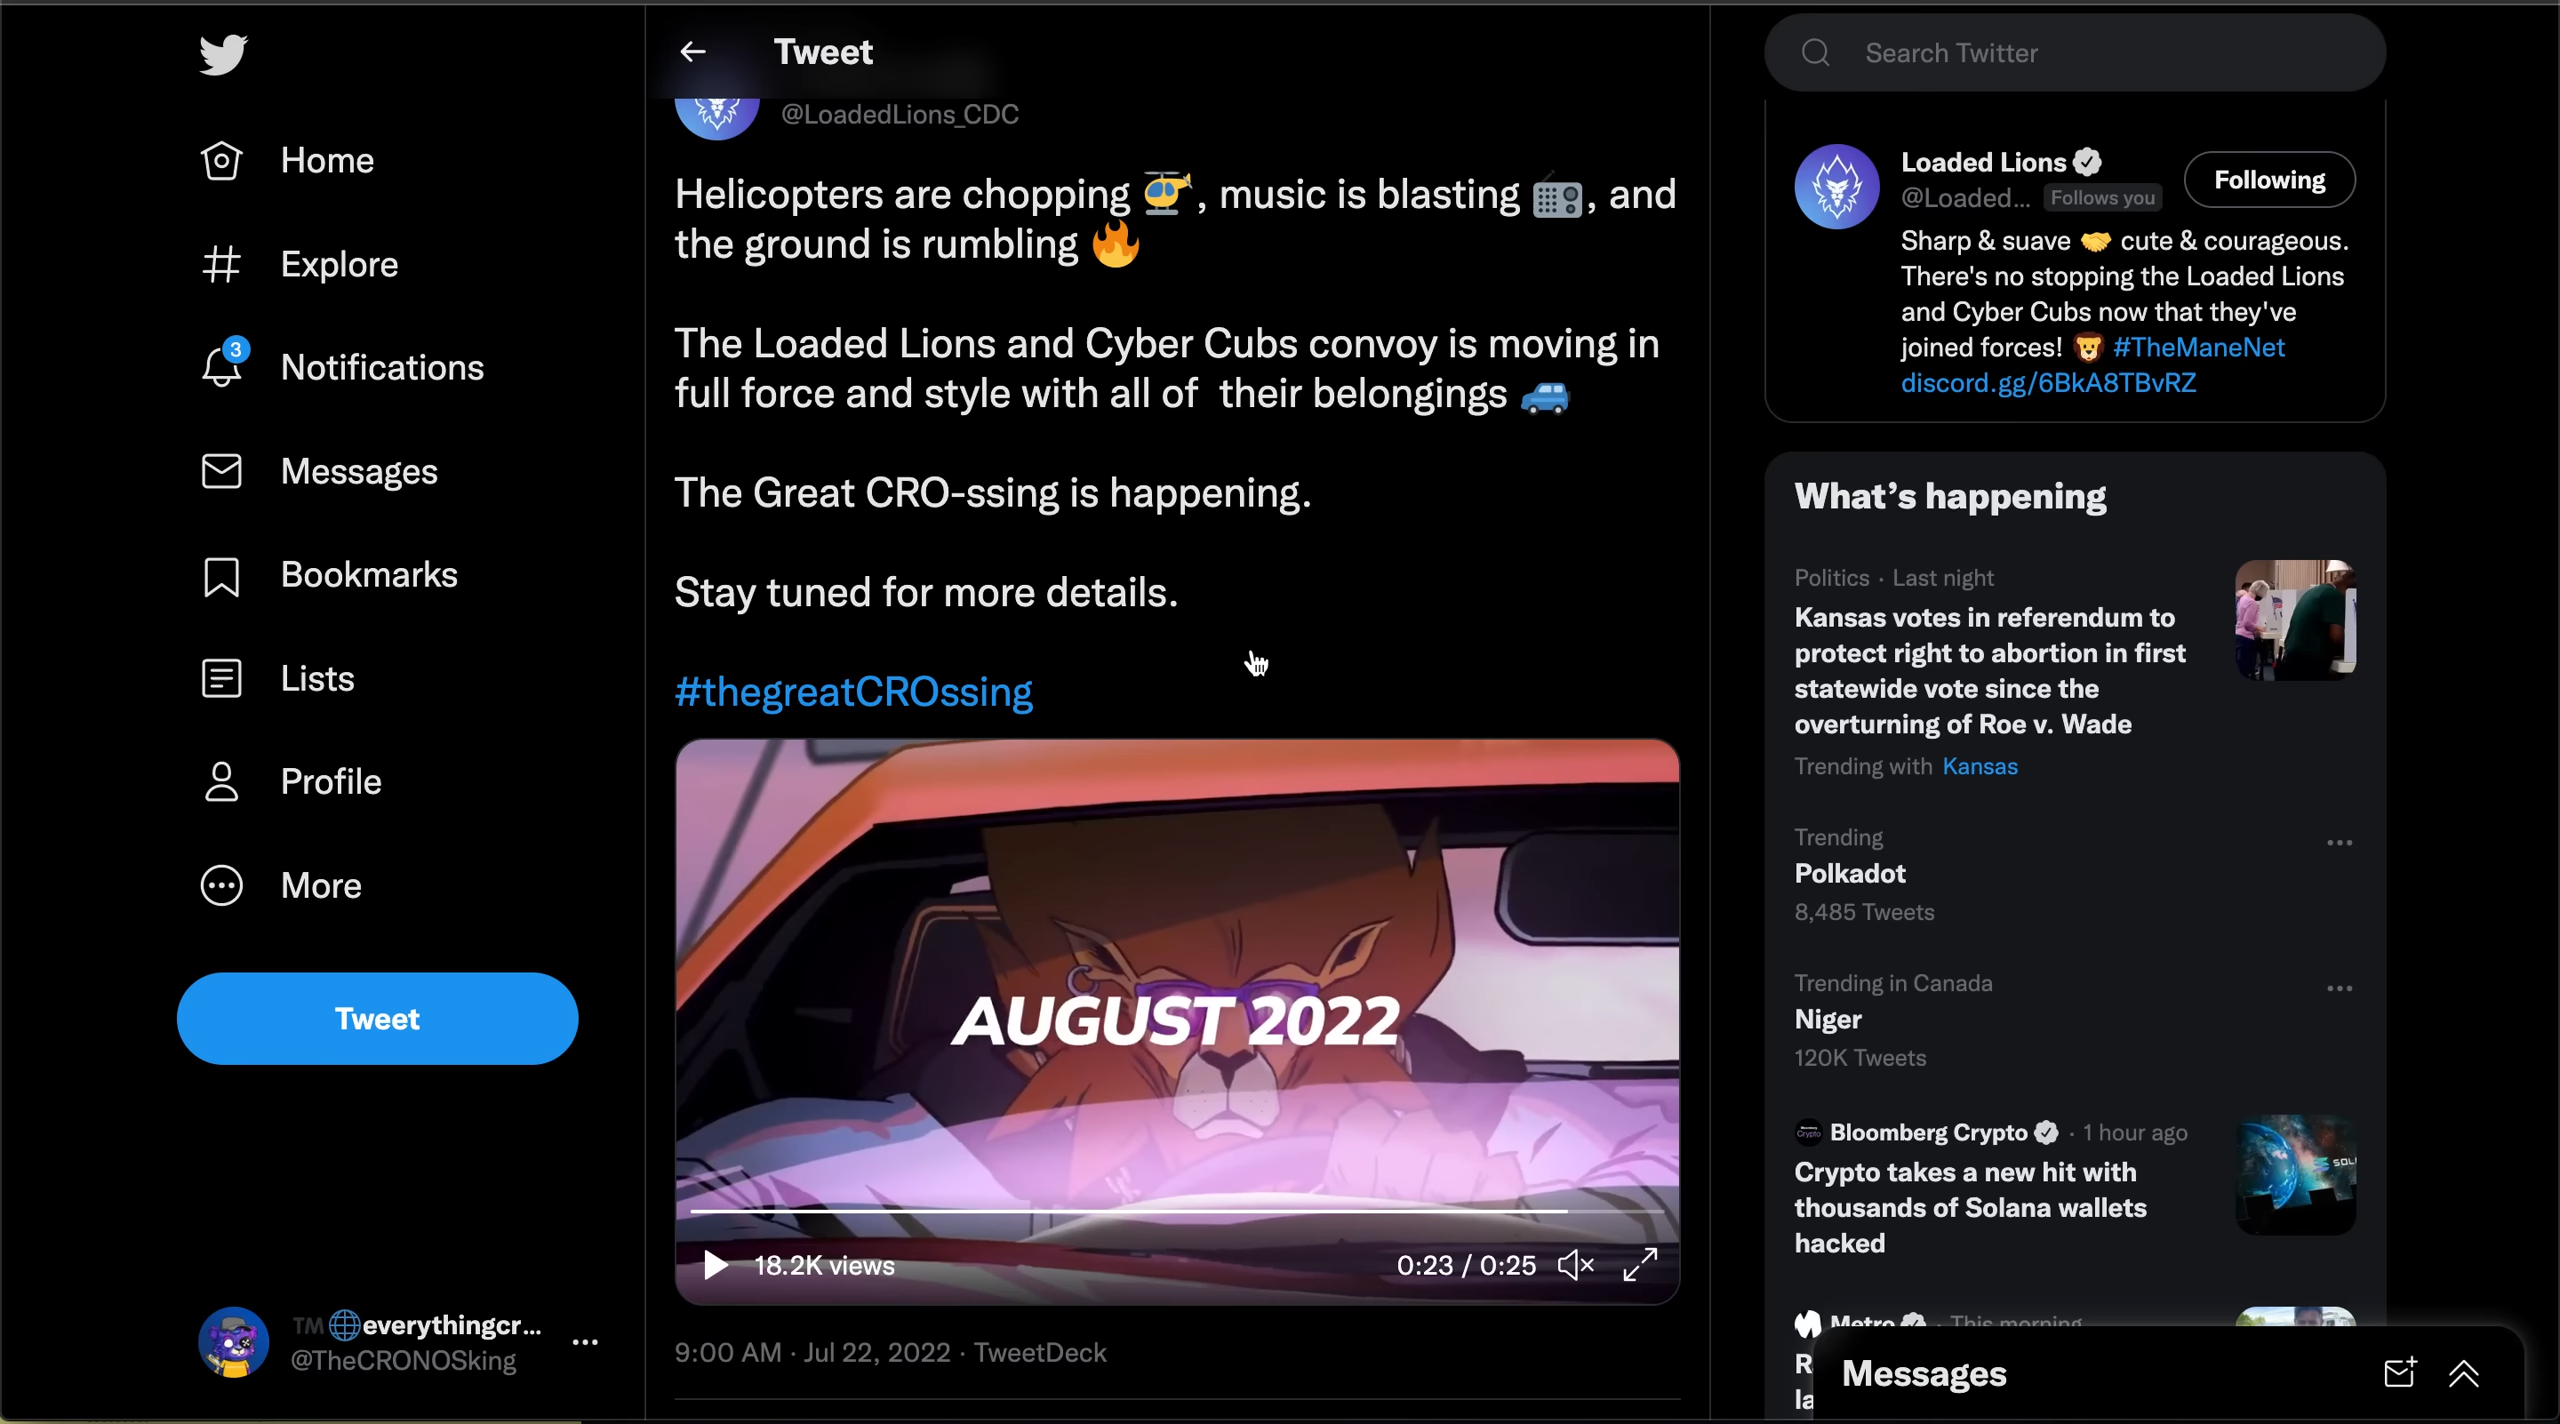 Home
Explore
3
Notifications
Messages
Bookmarks
Lists
Profile
More
Tweet
TM🌐everythingcr...
@TheCRONOSking
Tweet
@LoadedLions_CDC
Helicopters are chopping 🚁, music is blasting 📻, and
the ground is rumbling 🔥
The Loaded Lions and Cyber Cubs convoy is moving in
full force and style with all of their belongings 🚙
The Great CRO-ssing is happening.
Stay tuned for more details.
#thegreatCROssing
AUGUST 2022
18.2K views
0:23 / 0:25
9:00 AM · Jul 22, 2022 · TweetDeck
Search Twitter
Loaded Lions
Following
@Loaded... Follows you
Sharp & suave 🤝 cute & courageous.
There's no stopping the Loaded Lions
and Cyber Cubs now that they've
joined forces! 🦁 #TheManeNet
discord.gg/6BkA8TBvRZ
What's happening
Politics · Last night
Kansas votes in referendum to
protect right to abortion in first
statewide vote since the
overturning of Roe v. Wade
Trending with Kansas
Trending
Polkadot
8,485 Tweets
Trending in Canada
Niger
120K Tweets
Bloomberg Crypto · 1 hour ago
Crypto takes a new hit with
thousands of Solana wallets
hacked
Metro · This morning
Messages